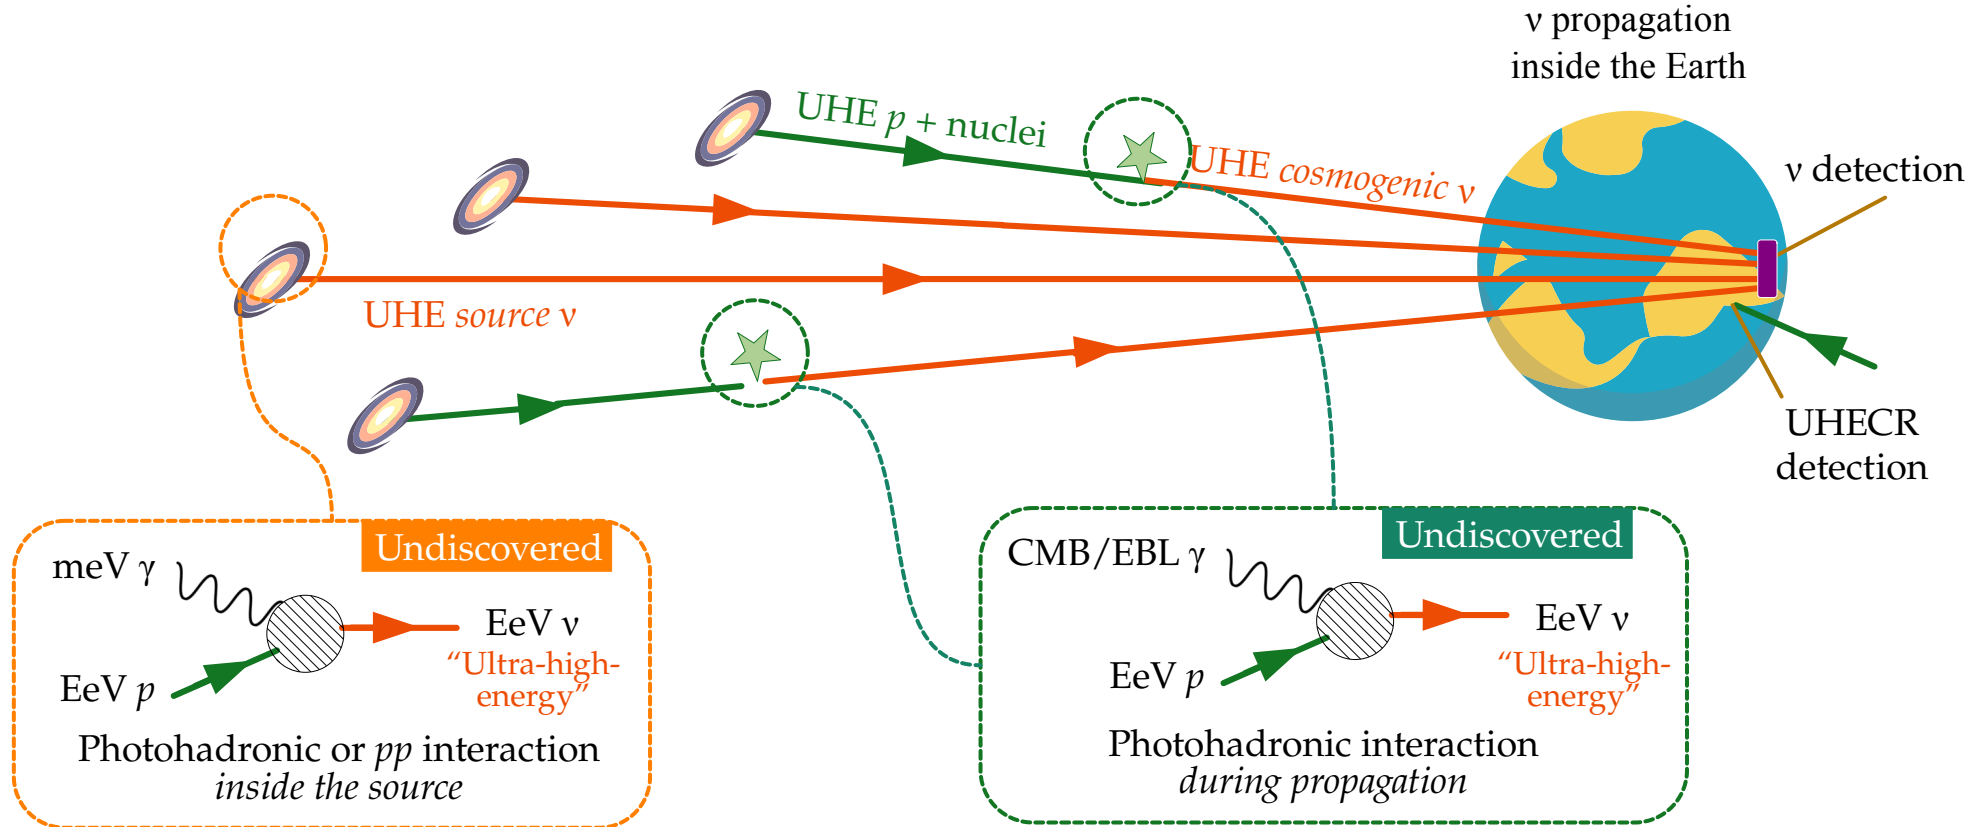 ν propagation
inside the Earth
UHE p + nuclei
UHE cosmogenic ν
ν detection
UHE source ν
UHECR
detection
Undiscovered
meV γ
EeV ν
“Ultra-high-
energy”
EeV p
Photohadronic or pp interaction
inside the source
Undiscovered
CMB/EBL γ
EeV ν
“Ultra-high-
energy”
EeV p
Photohadronic interaction
during propagation